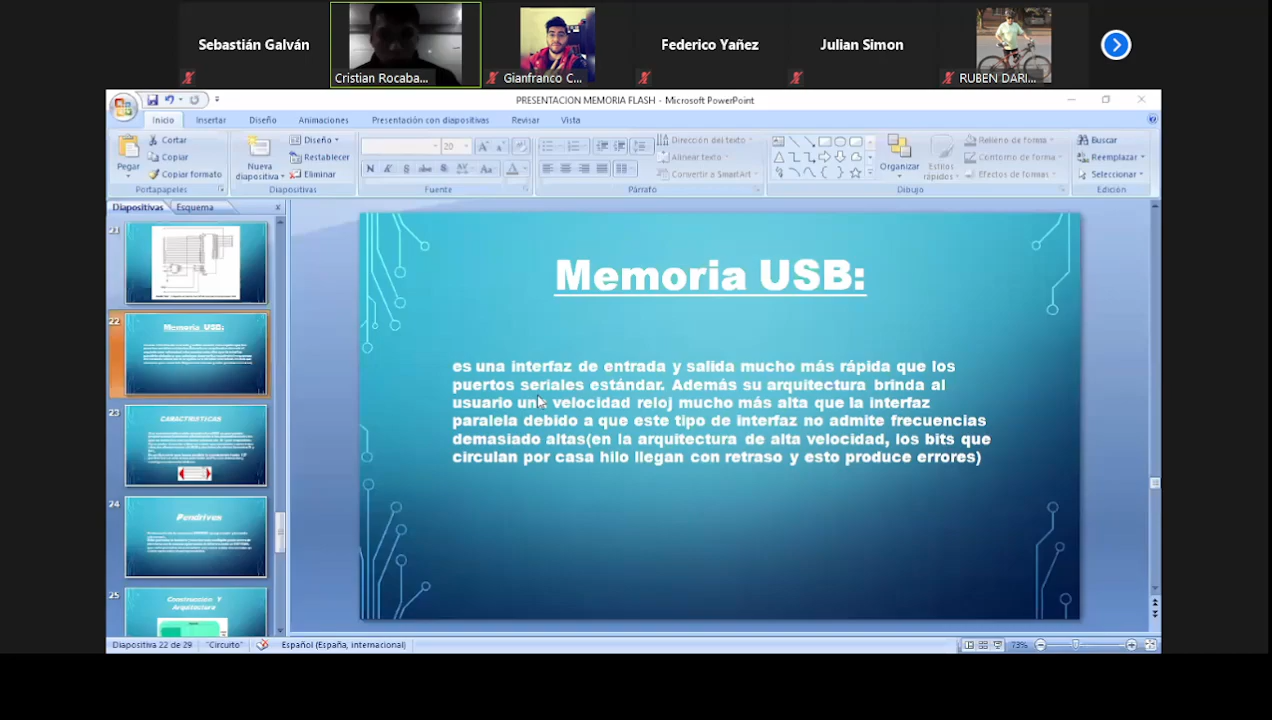 Sebastián Galván
Cristian Rocaba...
Gianfranco C...
Federico Yañez
Julian Simon
RUBEN DARI...
PRESENTACION MEMORIA FLASH - Microsoft PowerPoint
Inicio
Insertar
Diseño
Animaciones
Presentación con diapositivas
Revisar
Vista
Pegar
Cortar
Copiar
Copiar formato
Portapapeles
Nueva
diapositiva
Diseño
Restablecer
Eliminar
Diapositivas
20
N K S abc S AV Aa A
Fuente
Dirección del texto
Alinear texto
Convertir a SmartArt
Párrafo
Organizar
Estilos
rápidos
Relleno de forma
Contorno de forma
Efectos de formas
Dibujo
Buscar
Reemplazar
Seleccionar
Edición
Diapositivas
Esquema
21
22
Memoria USB:
23
CARACTERISTICAS
24
Pendrives
25
Construcción Y
Arquitectura
Memoria USB:
es una interfaz de entrada y salida mucho más rápida que los
puertos seriales estándar. Además su arquitectura brinda al
usuario una velocidad reloj mucho más alta que la interfaz
paralela debido a que este tipo de interfaz no admite frecuencias
demasiado altas(en la arquitectura de alta velocidad, los bits que
circulan por casa hilo llegan con retraso y esto produce errores)
Diapositiva 22 de 29
"Circuito"
Español (España, internacional)
73%